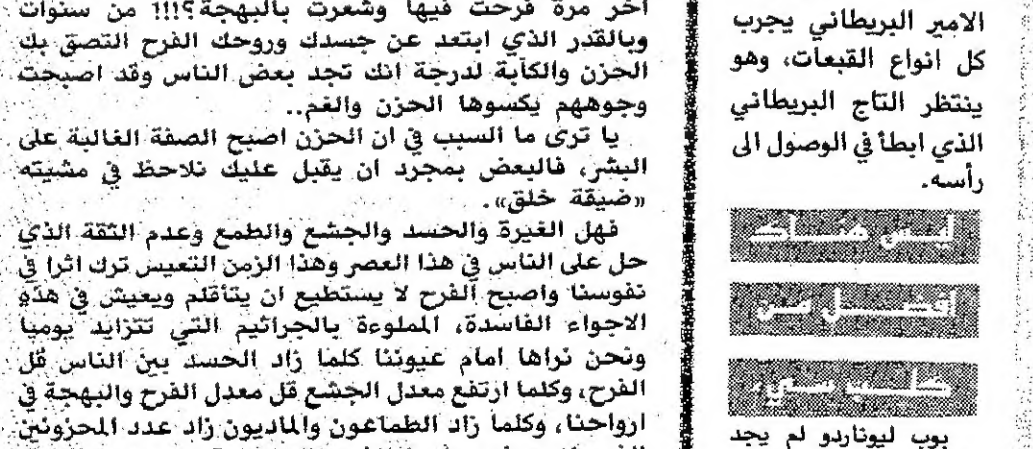 آخر مرة فرحت فيها وشعرت بالبهجة؟!!! من سنوات
وبالقدر الذي ابتعد عن جسدك وروحك الفرح التصق بك
الحزن والكآبة لدرجة انك تجد بعض الناس وقد اصبحت
وجوههم يكسوها الحزن والغم..
يا ترى ما السبب في ان الحزن اصبح الصفة الغالبة على
البشر، فالبعض بمجرد ان يقبل عليك تلاحظ في مشيته
«ضيقة خلق».
فهل الغيرة والحسد والجشع والطمع وعدم الثقة الذي
حل على الناس في هذا العصر وهذا الزمن التعيس ترك اثرا في
نفوسنا واصبح الفرح لا يستطيع ان يتأقلم ويعيش في هذه
الاجواء الفاسدة، المملوءة بالجراثيم التي تتزايد يوميا
ونحن نراها امام عيوننا كلما زاد الحسد بين الناس قل
الفرح، وكلما ارتفع معدل الجشع قل معدل الفرح والبهجة في
ارواحنا، وكلما زاد الطماعون والماديون زاد عدد المحزونين
الامير البريطاني يجرب
كل انواع القبعات، وهو
ينتظر التاج البريطاني
الذي ابطأ في الوصول الى
رأسه.
ليس هناك
افضل من
كلب سيء
بوب ليوناردو لم يجد